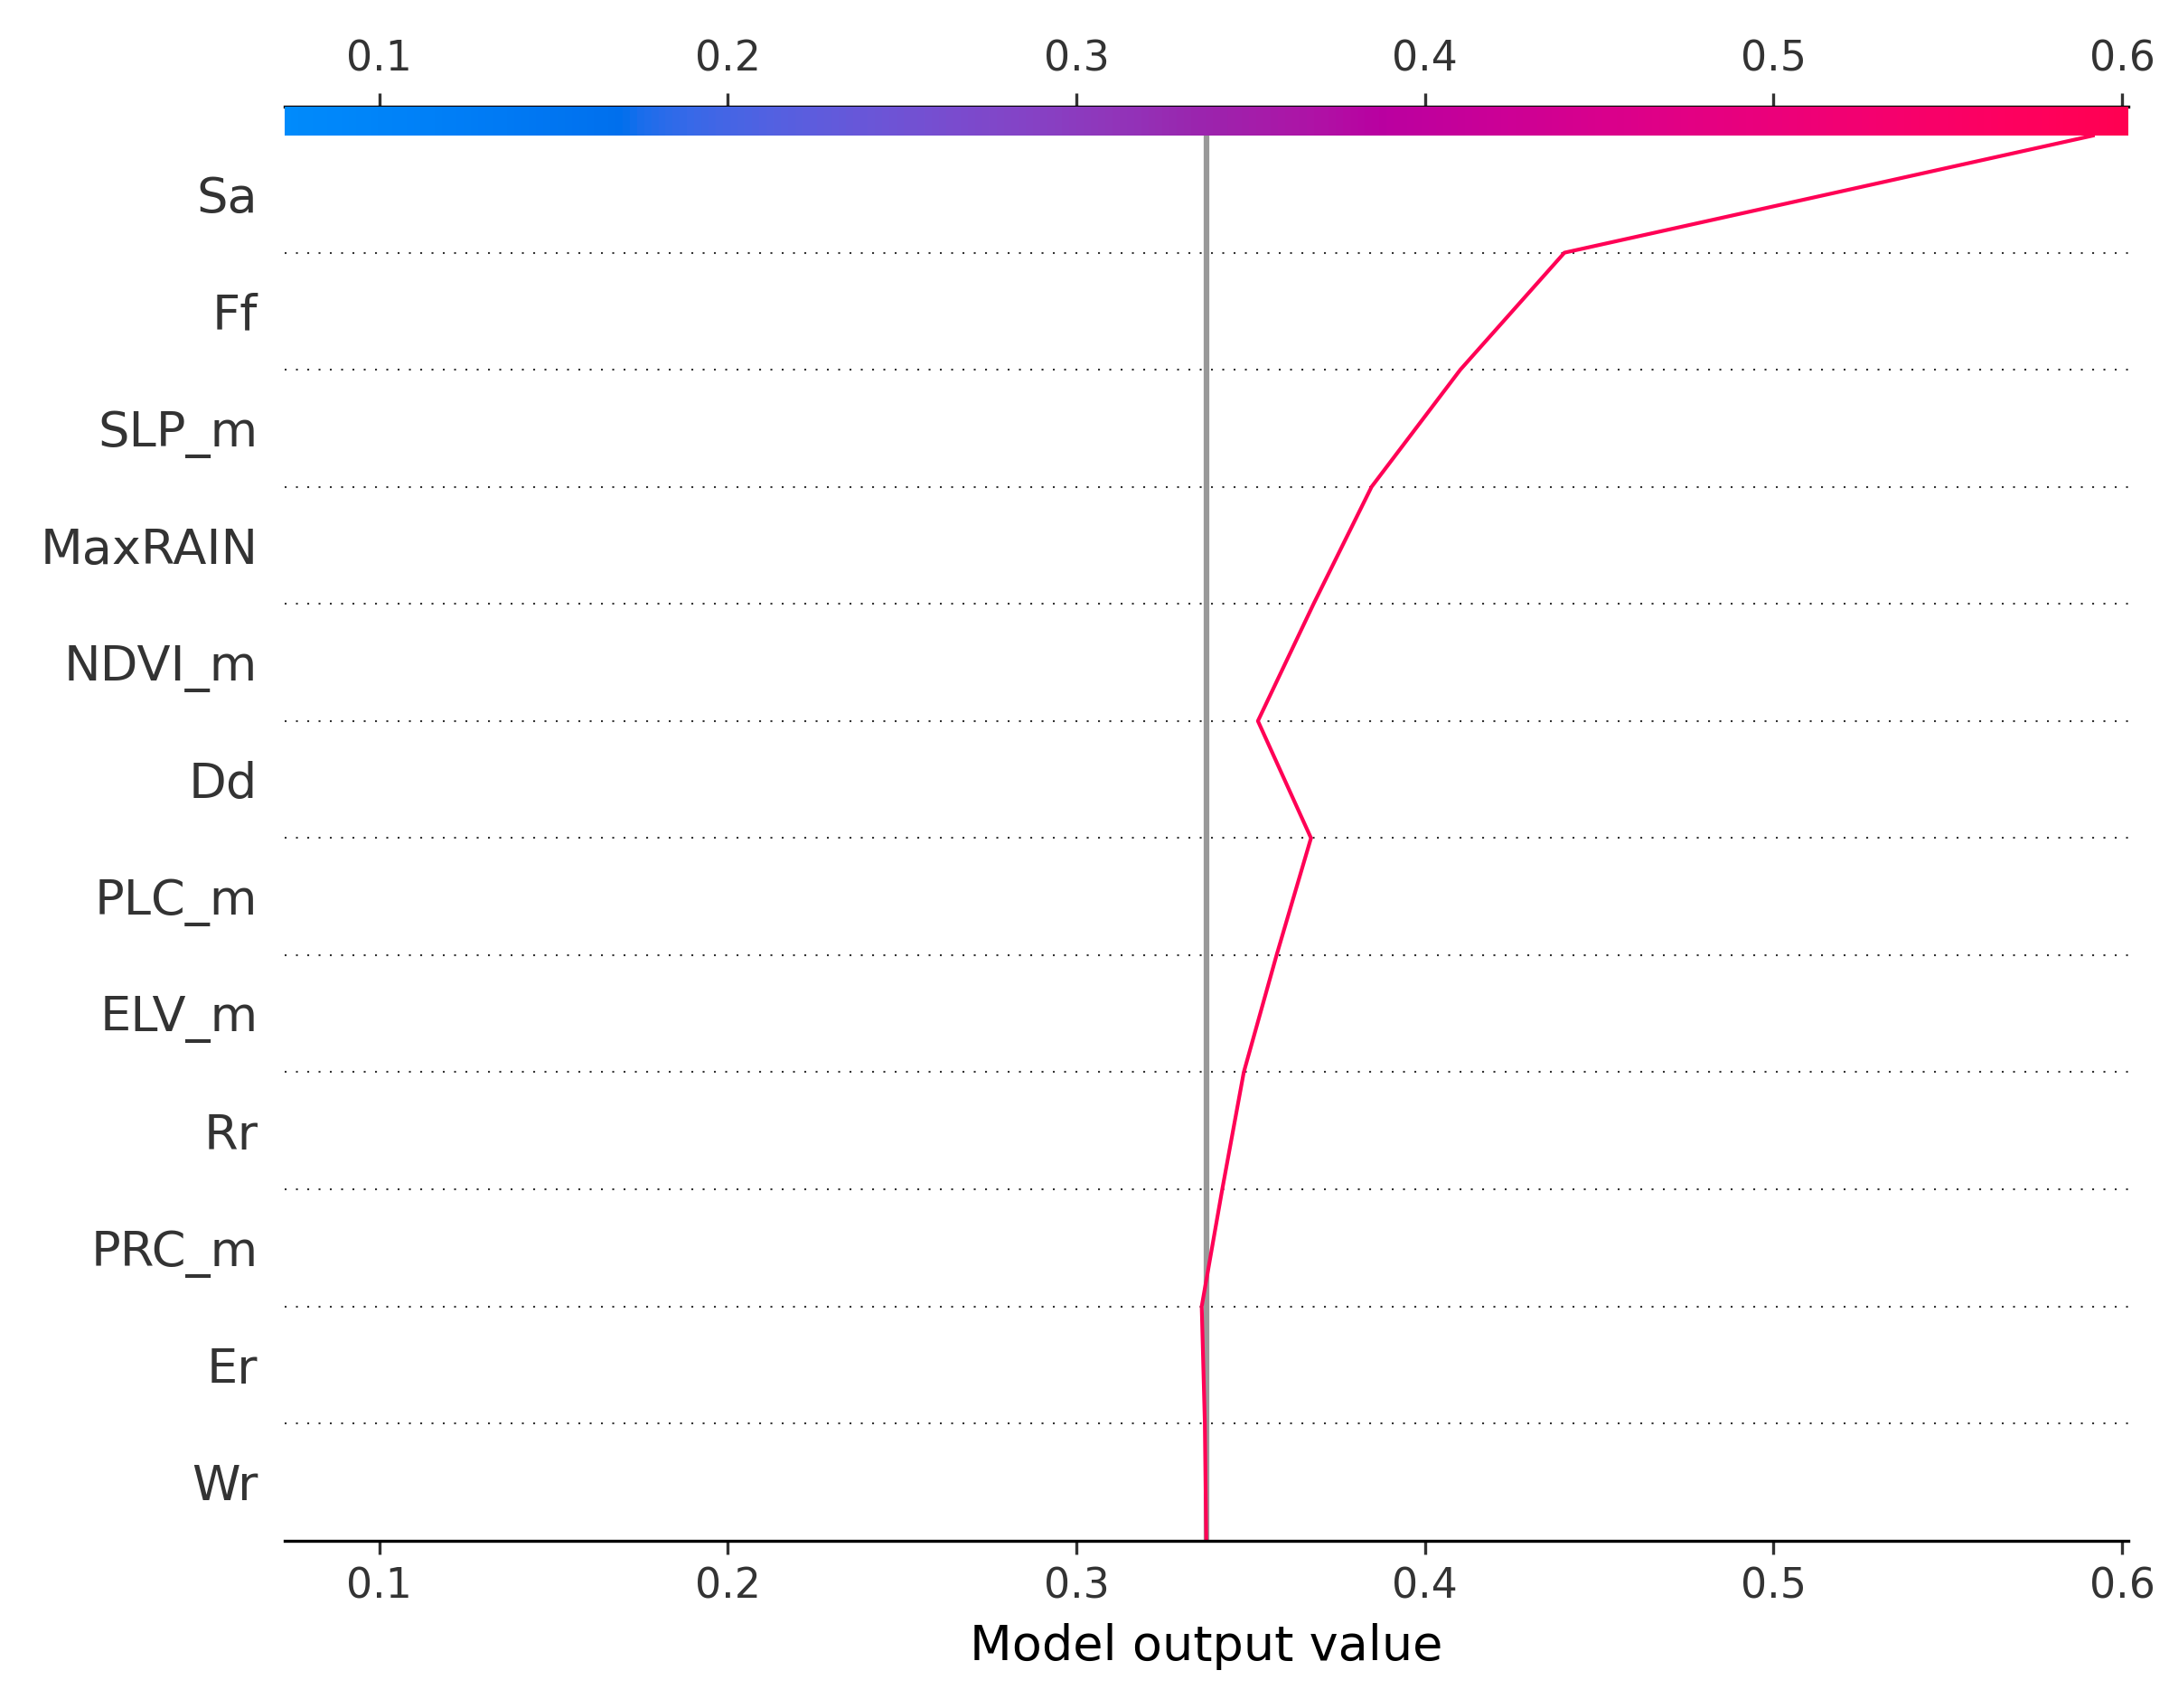 0.1 0.2 0.3 0.4 0.5 0.6
Sa
Ff
SLP_m
MaxRAIN
NDVI_m
Dd
PLC_m
ELV_m
Rr
PRC_m
Er
Wr
0.1 0.2 0.3 0.4 0.5 0.6
Model output value